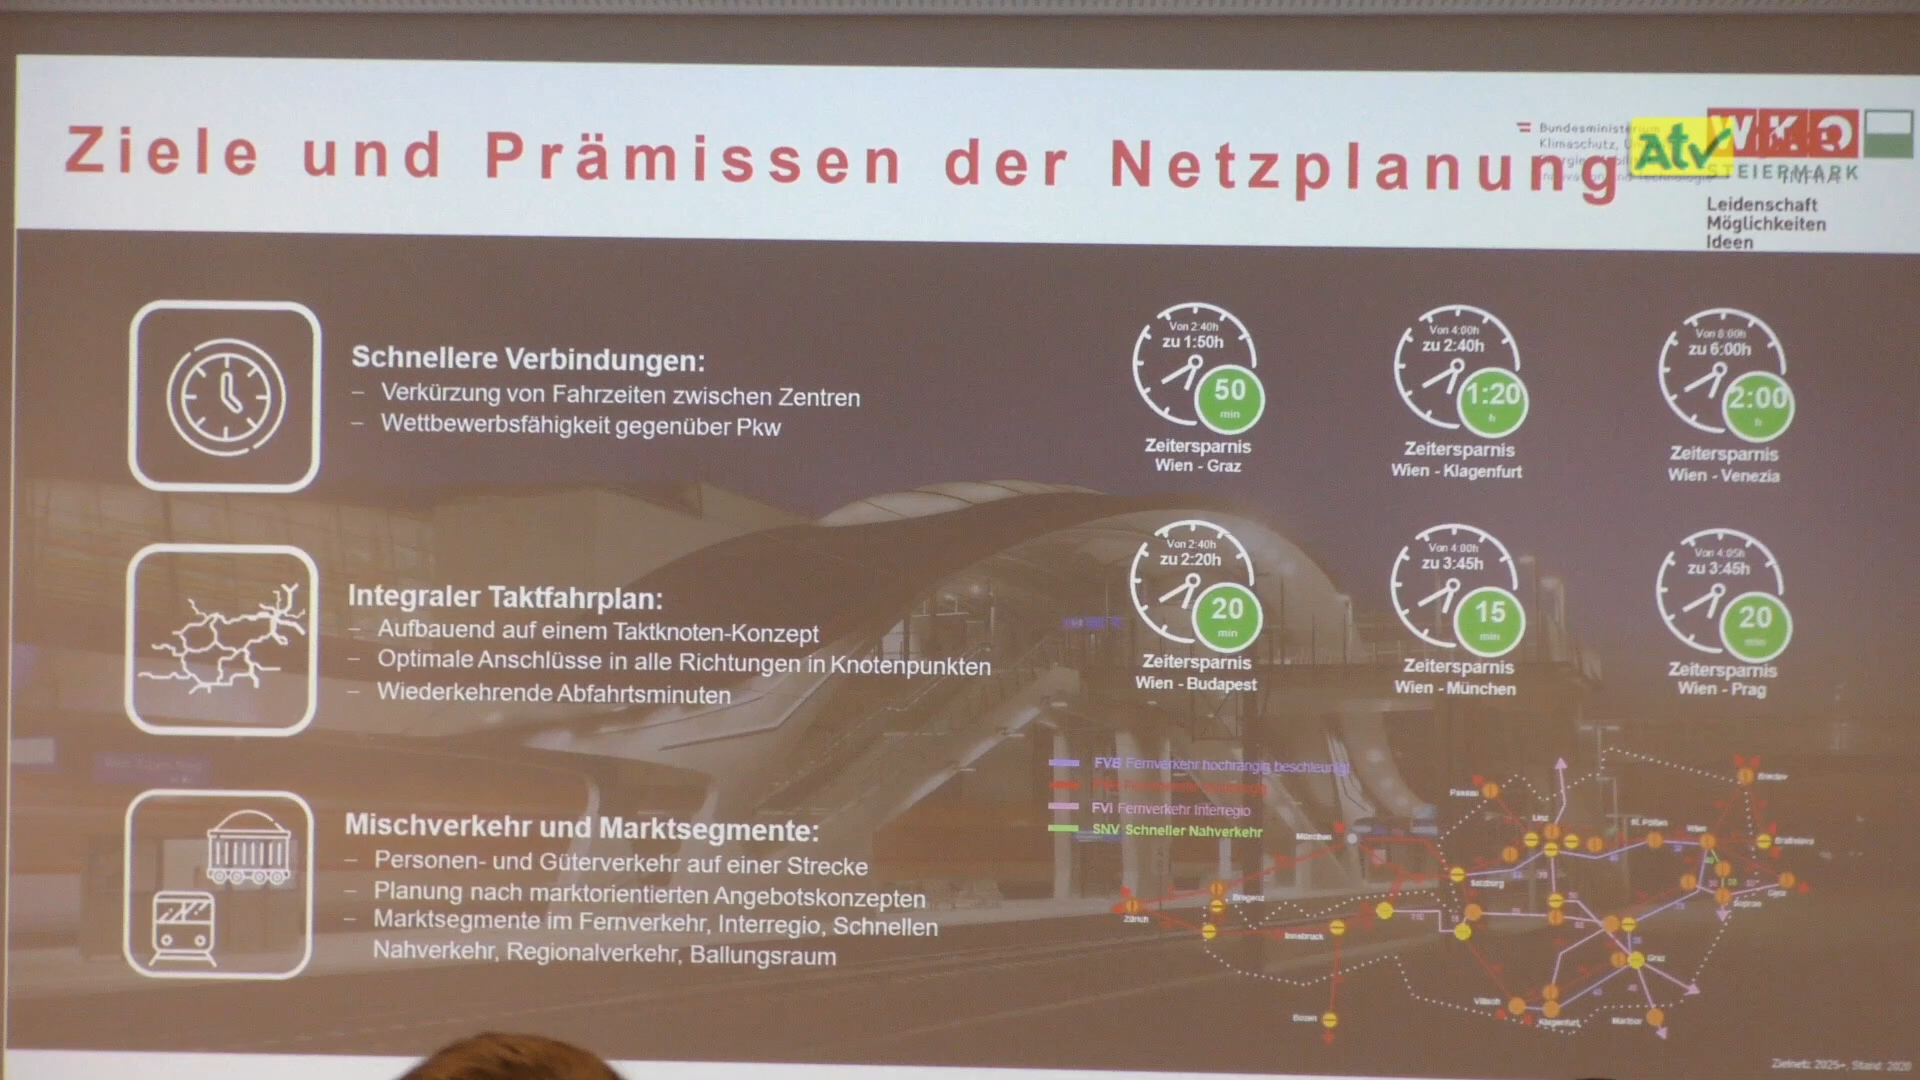 Ziele und Prämissen der Netzplanung
Bundesministerium
Klimaschutz,
Atv
WKO
STEIERMARK
INFRA
Leidenschaft
Möglichkeiten
Ideen
Schnellere Verbindungen:
– Verkürzung von Fahrzeiten zwischen Zentren
– Wettbewerbsfähigkeit gegenüber Pkw
Von 2:40h
zu 1:50h
50
min
Zeitersparnis
Wien - Graz
Von 4:00h
zu 2:40h
1:20
h
Zeitersparnis
Wien - Klagenfurt
Von 8:00h
zu 6:00h
2:00
h
Zeitersparnis
Wien - Venezia
Integraler Taktfahrplan:
– Aufbauend auf einem Taktknoten-Konzept
– Optimale Anschlüsse in alle Richtungen in Knotenpunkten
– Wiederkehrende Abfahrtsminuten
Von 2:40h
zu 2:20h
20
min
Zeitersparnis
Wien - Budapest
Von 4:00h
zu 3:45h
15
min
Zeitersparnis
Wien - München
Von 4:05h
zu 3:45h
20
min
Zeitersparnis
Wien - Prag
Mischverkehr und Marktsegmente:
– Personen- und Güterverkehr auf einer Strecke
– Planung nach marktorientierten Angebotskonzepten
– Marktsegmente im Fernverkehr, Interregio, Schnellen
Nahverkehr, Regionalverkehr, Ballungsraum
FVB Fernverkehr hochrangig beschleunigt
FVI Fernverkehr Interregio
SNV Schneller Nahverkehr
Passau
Linz
St. Pölten
Wien
Breclav
Bratislava
München
Salzburg
Zürich
Bregenz
Innsbruck
Sopron
Györ
Graz
Bozen
Villach
Klagenfurt
Maribor
Zielnetz 2025+, Stand: 2020